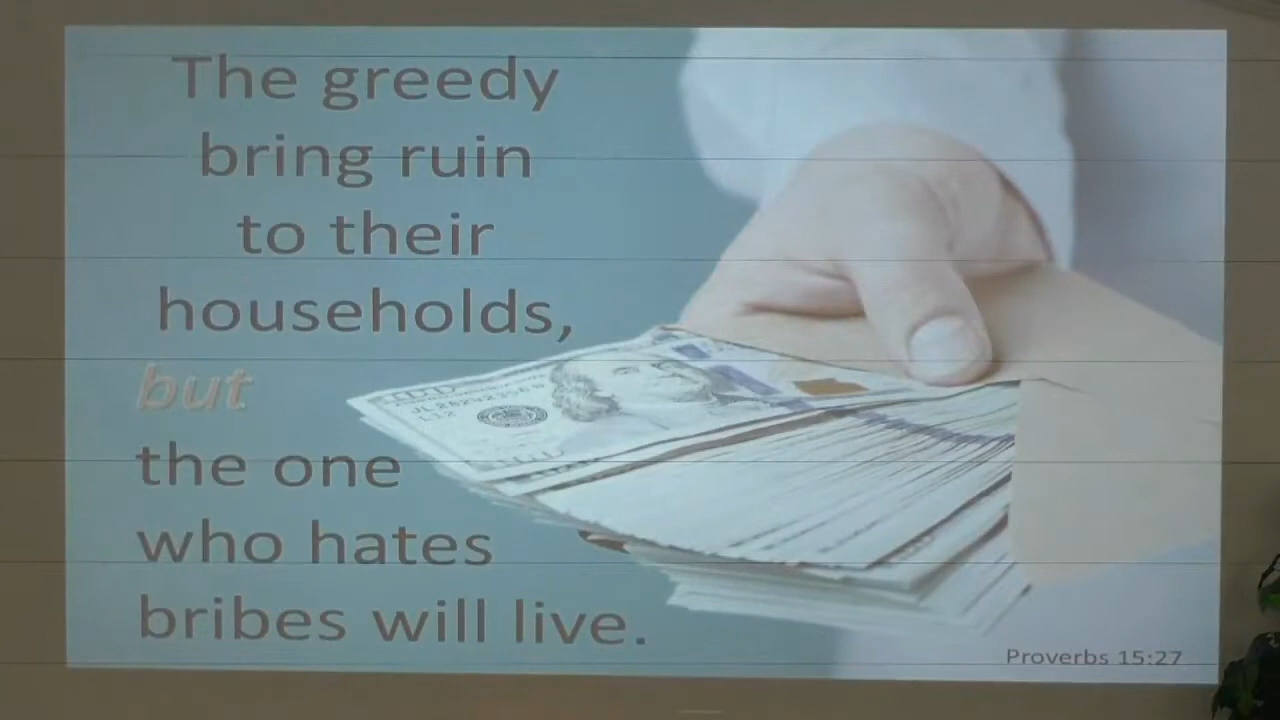 The greedy
bring ruin
to their
households,
but
the one
who hates
bribes will live.
Proverbs 15:27